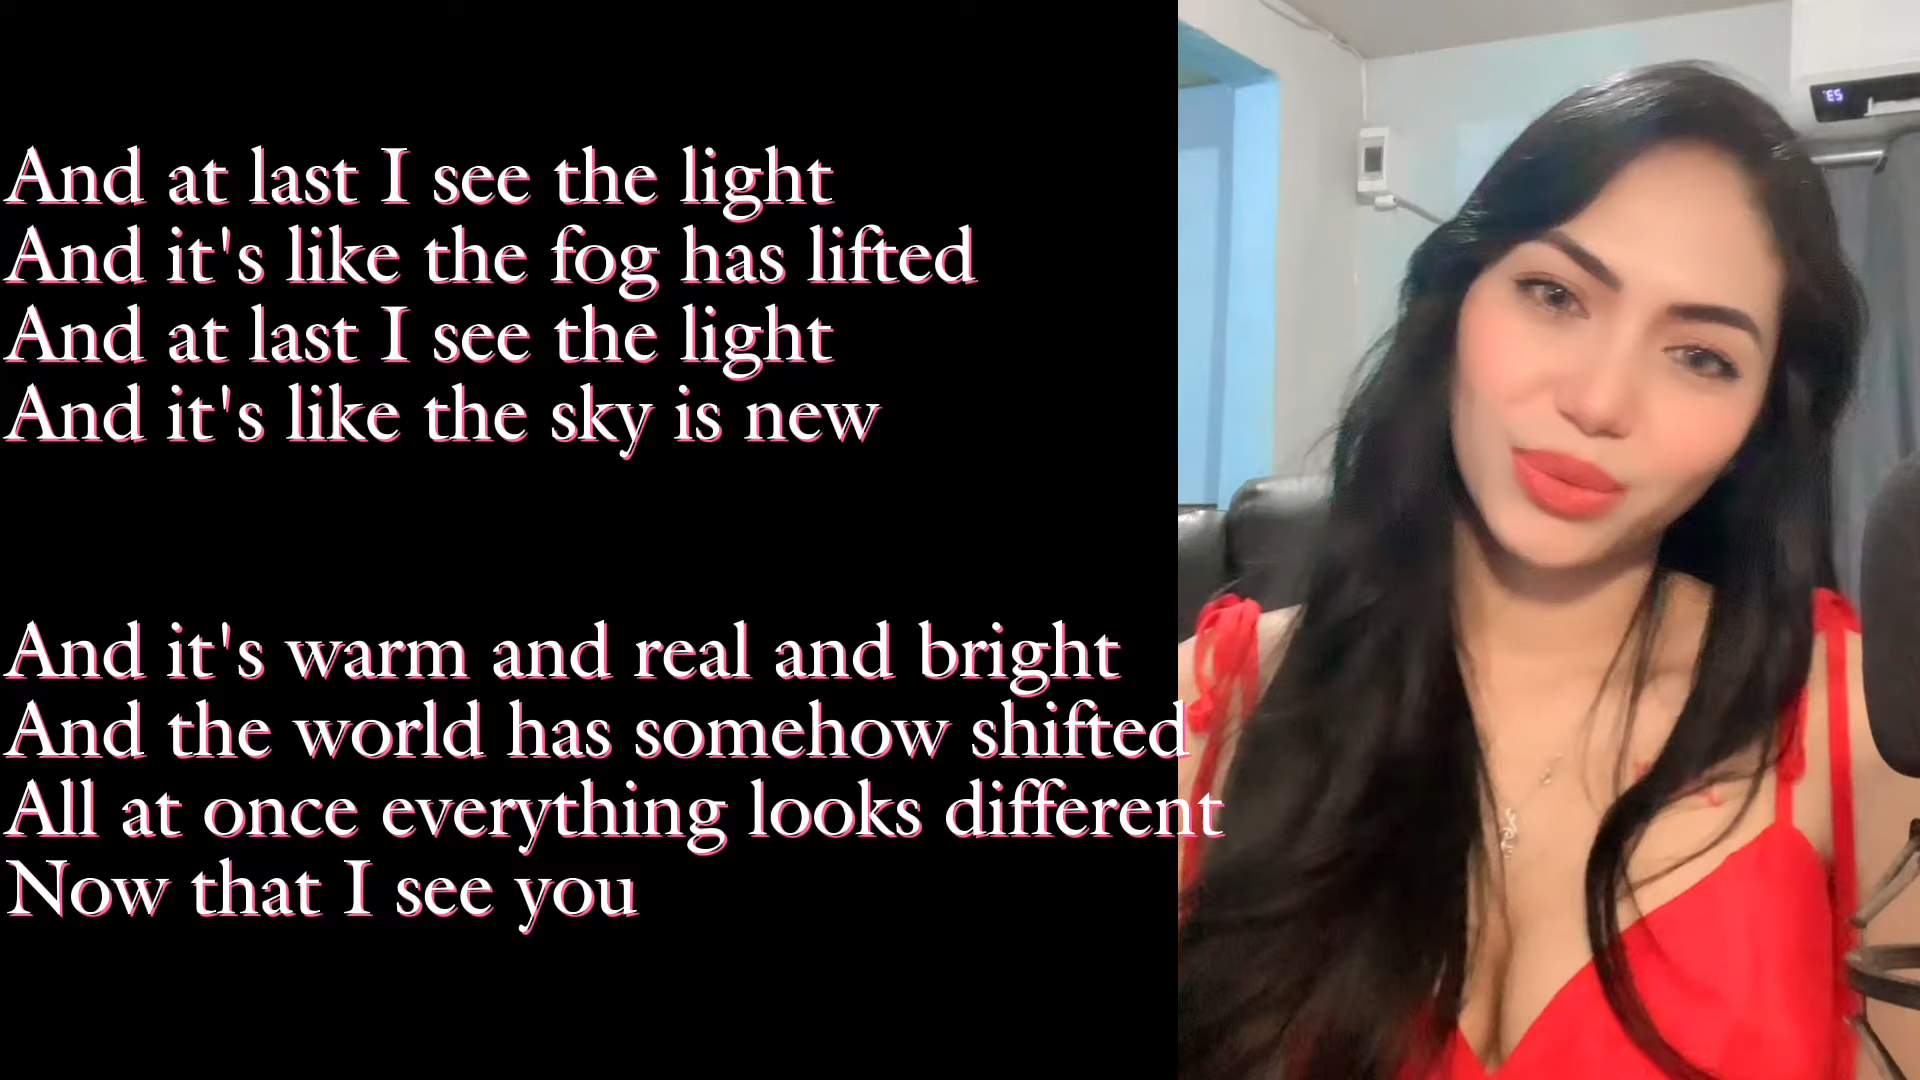 And at last I see the light
And it's like the fog has lifted
And at last I see the light
And it's like the sky is new
And it's warm and real and bright
And the world has somehow shifted
All at once everything looks different
Now that I see you